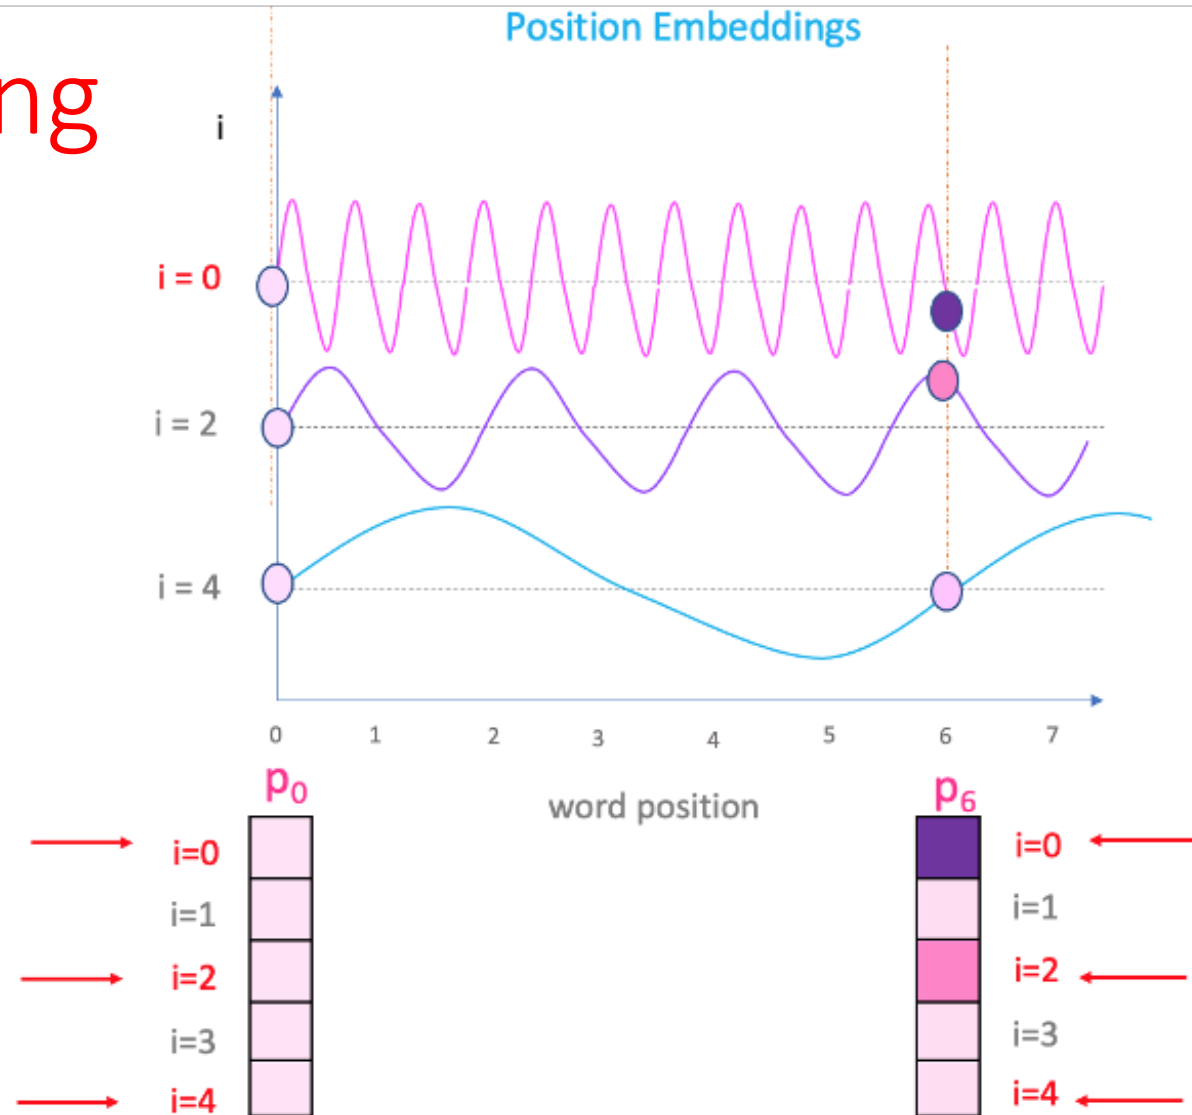 Position Embeddings
ng
i
i = 0
i = 2
i = 4
0 1 2 3 4 5 6 7
p₀ p₆
word position
i=0 i=0
i=1 i=1
i=2 i=2
i=3 i=3
i=4 i=4